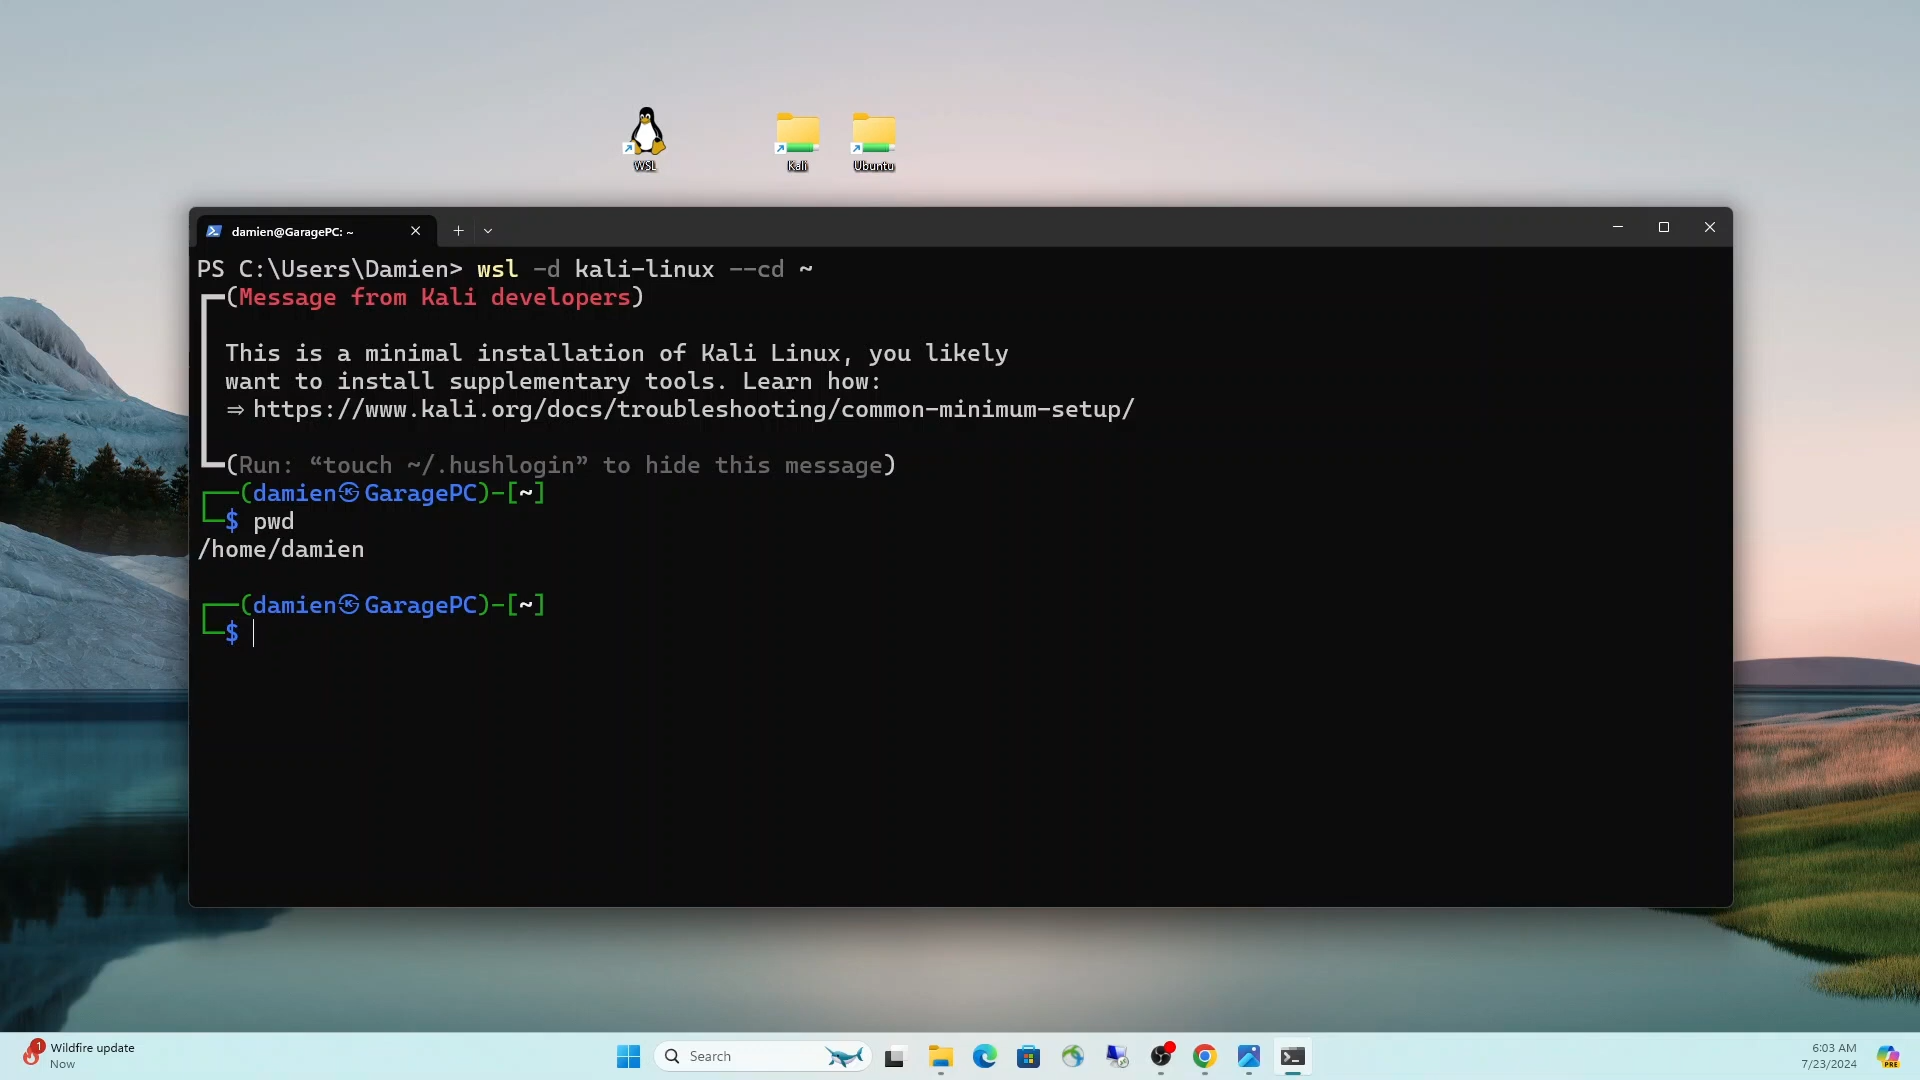 WSL
Kali
Ubuntu
damien@GaragePC: ~
PS C:\Users\Damien> wsl -d kali-linux --cd ~
(Message from Kali developers)
This is a minimal installation of Kali Linux, you likely
want to install supplementary tools. Learn how:
⇒ https://www.kali.org/docs/troubleshooting/common-minimum-setup/
(Run: “touch ~/.hushlogin” to hide this message)
┌──(damien㉿GaragePC)-[~]
└─$ pwd
/home/damien
┌──(damien㉿GaragePC)-[~]
└─$
1
Wildfire update
Now
Search
PRE
6:03 AM
7/23/2024